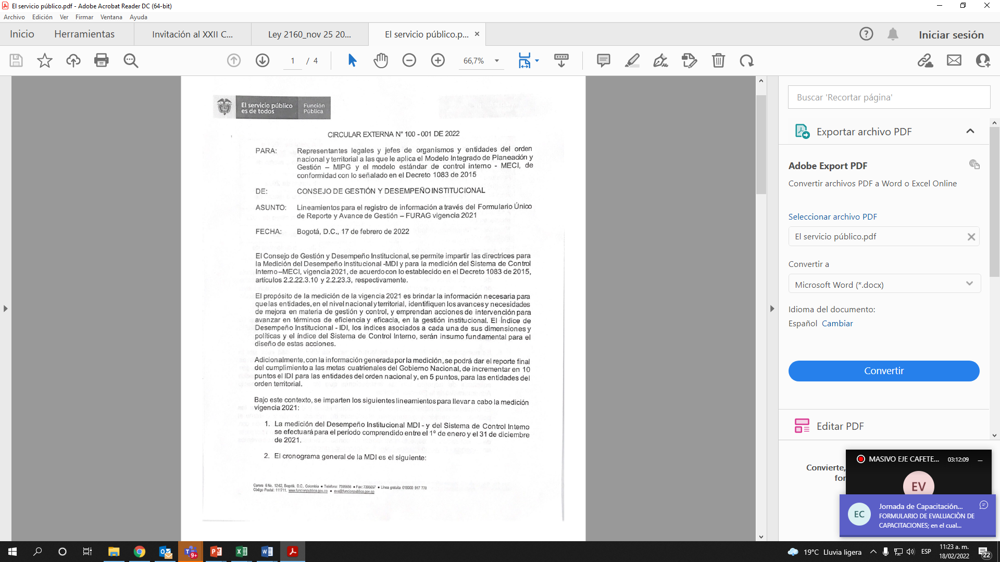 El servicio público.pdf - Adobe Acrobat Reader DC (64-bit)
Archivo Edición Ver Firmar Ventana Ayuda
Inicio Herramientas Invitación al XXII C... Ley 2160_nov 25 20... El servicio público.p... Iniciar sesión
1 / 4 66,7%
El servicio público
es de todos
Función
Pública
CIRCULAR EXTERNA N° 100 - 001 DE 2022
PARA: Representantes legales y jefes de organismos y entidades del orden
nacional y territorial a las que le aplica el Modelo Integrado de Planeación y
Gestión – MIPG y el modelo estándar de control interno - MECI, de
conformidad con lo señalado en el Decreto 1083 de 2015
DE: CONSEJO DE GESTIÓN Y DESEMPEÑO INSTITUCIONAL
ASUNTO: Lineamientos para el registro de información a través del Formulario Único
de Reporte y Avance de Gestión – FURAG vigencia 2021
FECHA: Bogotá, D.C., 17 de febrero de 2022
El Consejo de Gestión y Desempeño Institucional, se permite impartir las directrices para
la Medición del Desempeño Institucional -MDI y para la medición del Sistema de Control
Interno –MECI, vigencia 2021, de acuerdo con lo establecido en el Decreto 1083 de 2015,
artículos 2.2.22.3.10 y 2.2.23.3, respectivamente.
El propósito de la medición de la vigencia 2021 es brindar la información necesaria para
que las entidades, en el nivel nacional y territorial, identifiquen los avances y necesidades
de mejora en materia de gestión y control, y emprendan acciones de intervención para
avanzar en términos de eficiencia y eficacia, en la gestión institucional. El Índice de
Desempeño Institucional - IDI, los índices asociados a cada una de sus dimensiones y
políticas y el índice del Sistema de Control Interno, serán insumo fundamental para el
diseño de estas acciones.
Adicionalmente, con la información generada por la medición, se podrá dar el reporte final
del cumplimiento a las metas cuatrienales del Gobierno Nacional, de incrementar en 10
puntos el IDI para las entidades del orden nacional y, en 5 puntos, para las entidades del
orden territorial.
Bajo este contexto, se imparten los siguientes lineamientos para llevar a cabo la medición
vigencia 2021:
1. La medición del Desempeño Institucional MDI - y del Sistema de Control Interno
se efectuará para el período comprendido entre el 1º de enero y el 31 de diciembre
de 2021.
2. El cronograma general de la MDI es el siguiente:
Carrera 6 No. 12-62, Bogotá, D.C., Colombia ● Teléfono: 7395656 ● Fax: 7395657 ● Línea gratuita 018000 917 770
Código Postal: 111711. www.funcionpublica.gov.co ● eva@funcionpublica.gov.co
Buscar 'Recortar página'
Exportar archivo PDF
Adobe Export PDF
Convertir archivos PDF a Word o Excel Online
Seleccionar archivo PDF
El servicio público.pdf
Convertir a
Microsoft Word (*.docx)
Idioma del documento:
Español Cambiar
Convertir
Editar PDF
Convierte,
for
MASIVO EJE CAFETE... 03:12:09
EV
EC
Jornada de Capacitación...
FORMULARIO DE EVALUACIÒN DE
CAPACITACIONES; en el cual...
9+
19°C Lluvia ligera
ESP
11:23 a. m.
18/02/2022
22